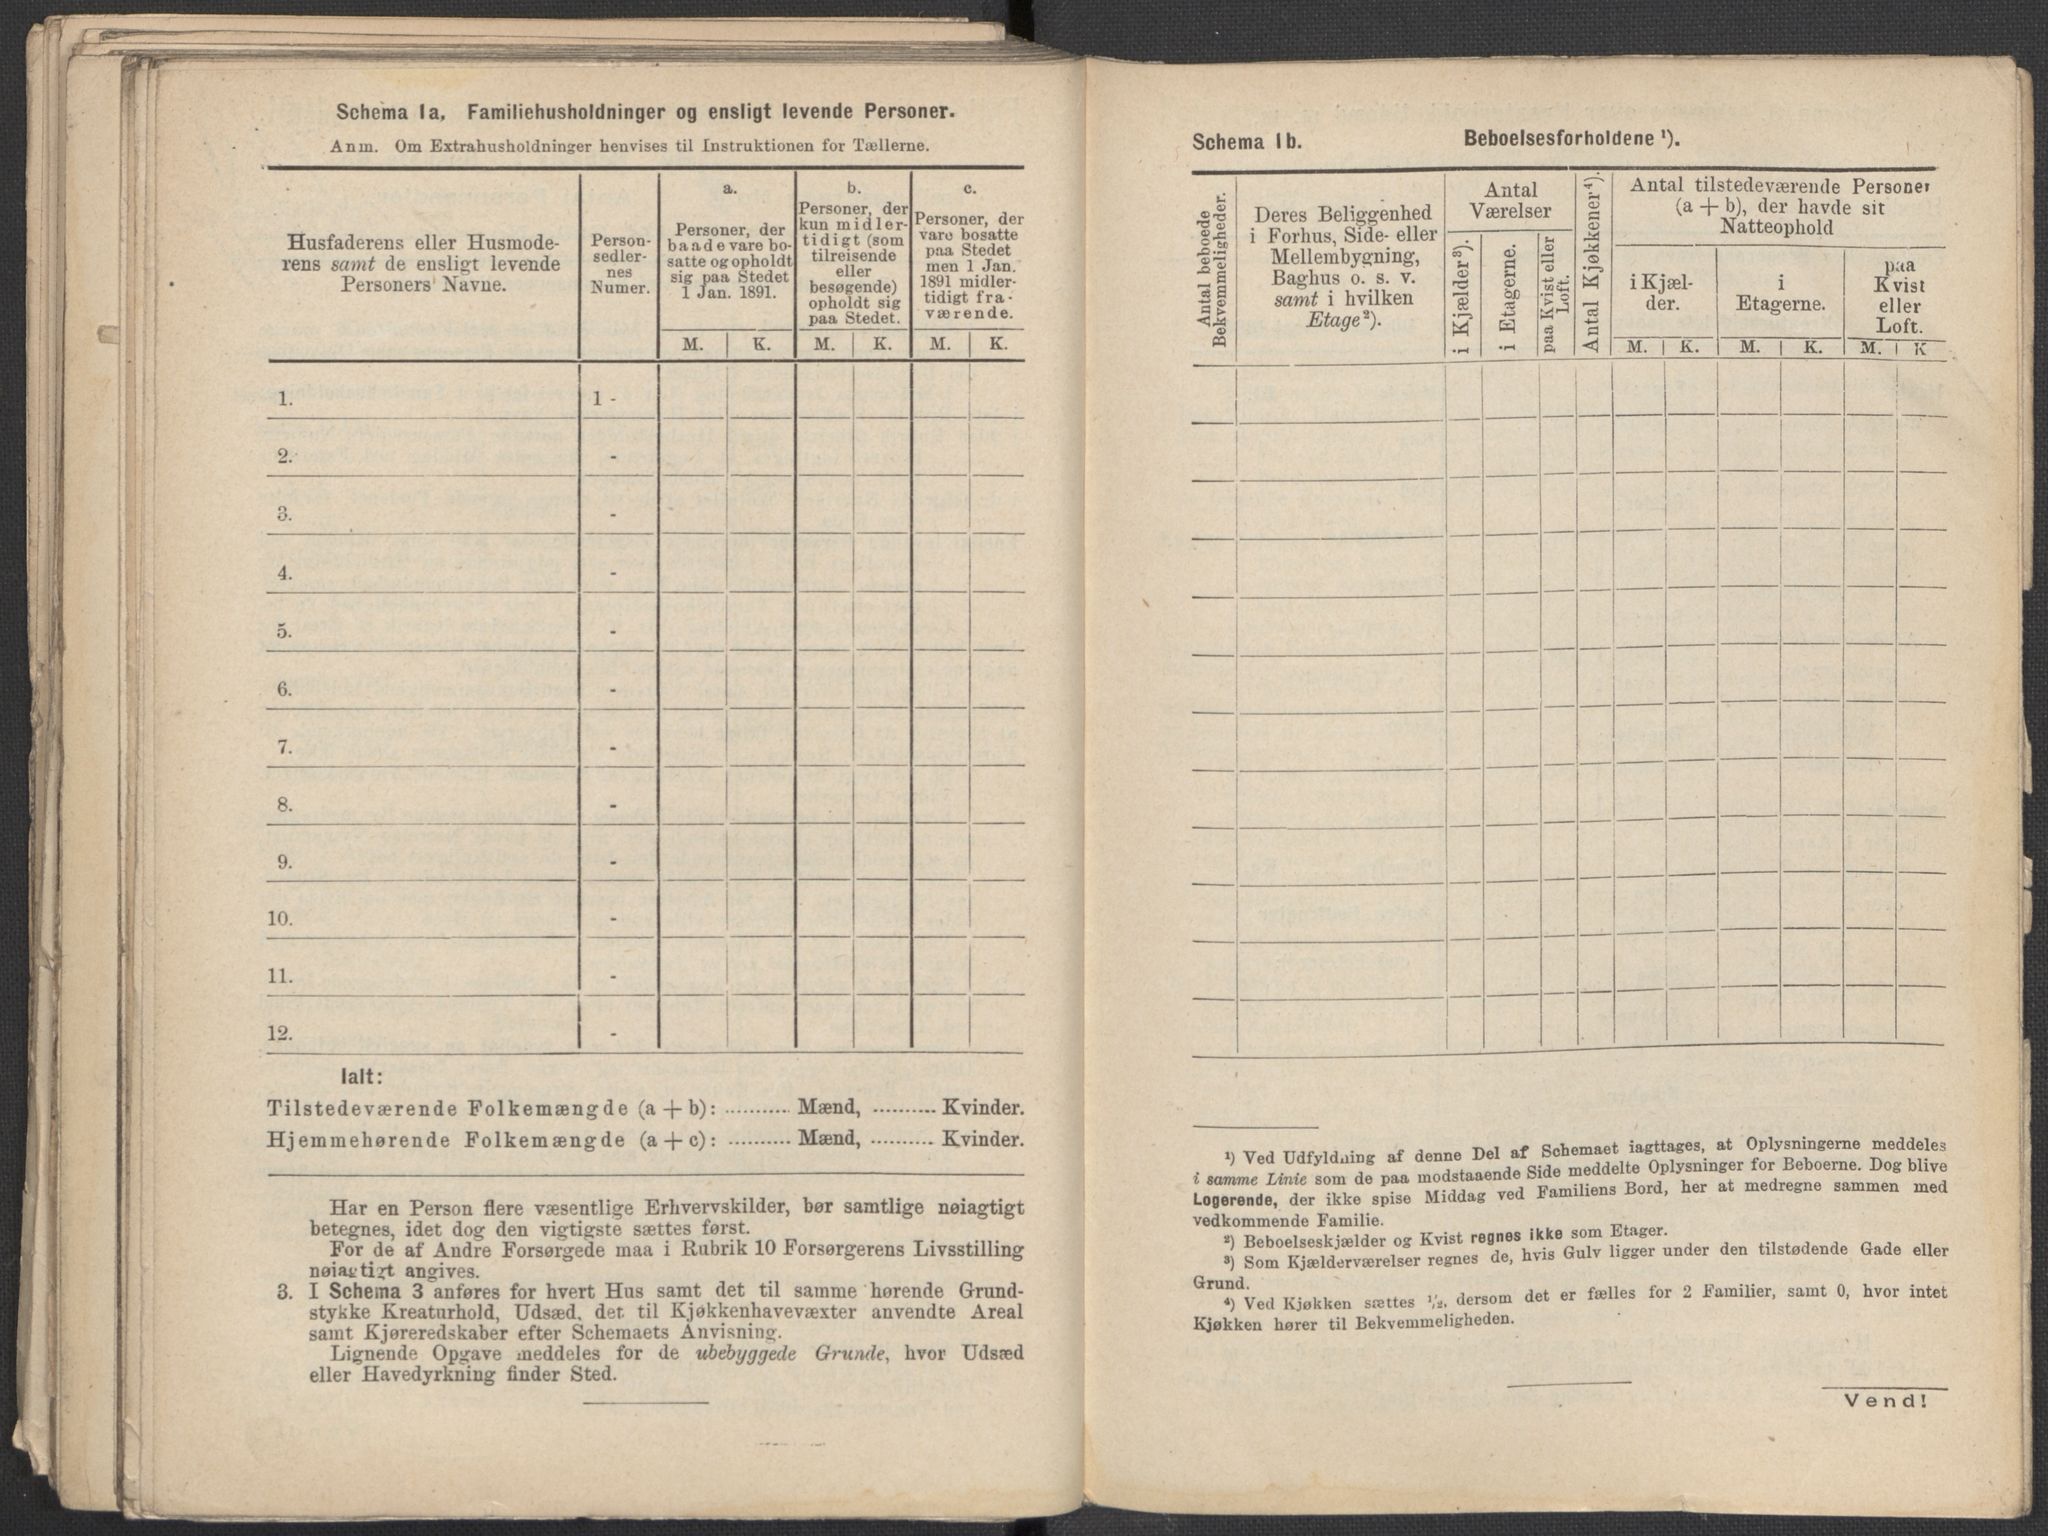 Schema 1a. Familiehusholdninger og ensligt levende Personer.
Anm. Om Extrahusholdninger henvises til Instruktionen for Tællerne.
Husfaderens eller Husmode-
rens samt de ensligt levende
Personers Navne.
Person-
sedler-
nes
Numer.
a.
Personer, der
baade vare bo-
satte og opholdt
sig paa Stedet
1 Jan. 1891.
b.
Personer, der
kun midler-
tidigt (som
tilreisende
eller
besøgende)
opholdt sig
paa Stedet.
c.
Personer, der
vare bosatte
paa Stedet
men 1 Jan.
1891 midler-
tidigt fra-
værende.
M. K. M. K. M. K.
1. 1 -
2. -
3. -
4. -
5. -
6. -
7. -
8. -
9. -
10. -
11. -
12. -
Ialt:
Tilstedeværende Folkemængde (a + b): ........... Mænd, ........... Kvinder.
Hjemmehørende Folkemængde (a + c): ........... Mænd, ........... Kvinder.
Har en Person flere væsentlige Erhvervskilder, bør samtlige nøiagtigt
betegnes, idet dog den vigtigste sættes først.
For de af Andre Forsørgede maa i Rubrik 10 Forsørgerens Livsstilling
nøiagtigt angives.
3. I Schema 3 anføres for hvert Hus samt det til samme hørende Grund-
stykke Kreaturhold, Udsæd, det til Kjøkkenhavevæxter anvendte Areal
samt Kjøreredskaber efter Schemaets Anvisning.
Lignende Opgave meddeles for de ubebyggede Grunde, hvor Udsæd
eller Havedyrkning finder Sted.
Schema 1b. Beboelsesforholdene ¹).
Antal beboede
Bekvemmeligheder.
Deres Beliggenhed
i Forhus, Side- eller
Mellembygning,
Baghus o. s. v.
samt i hvilken
Etage²).
Antal
Værelser
i Kjælder³).
i Etagerne.
paa Kvist eller
Loft.
Antal Kjøkkener⁴).
Antal tilstedeværende Personer
(a + b), der havde sit
Natteophold
i Kjæl-
der.
i
Etagerne.
paa
Kvist
eller
Loft.
M. K. M. K. M. K
¹) Ved Udfyldning af denne Del af Schemaet iagttages, at Oplysningerne meddeles
i samme Linie som de paa modstaaende Side meddelte Oplysninger for Beboerne. Dog blive
Logerende, der ikke spise Middag ved Familiens Bord, her at medregne sammen med
vedkommende Familie.
²) Beboelseskjælder og Kvist regnes ikke som Etager.
³) Som Kjælderværelser regnes de, hvis Gulv ligger under den tilstødende Gade eller
Grund.
⁴) Ved Kjøkken sættes ½, dersom det er fælles for 2 Familier, samt 0, hvor intet
Kjøkken hører til Bekvemmeligheden.
Vend!